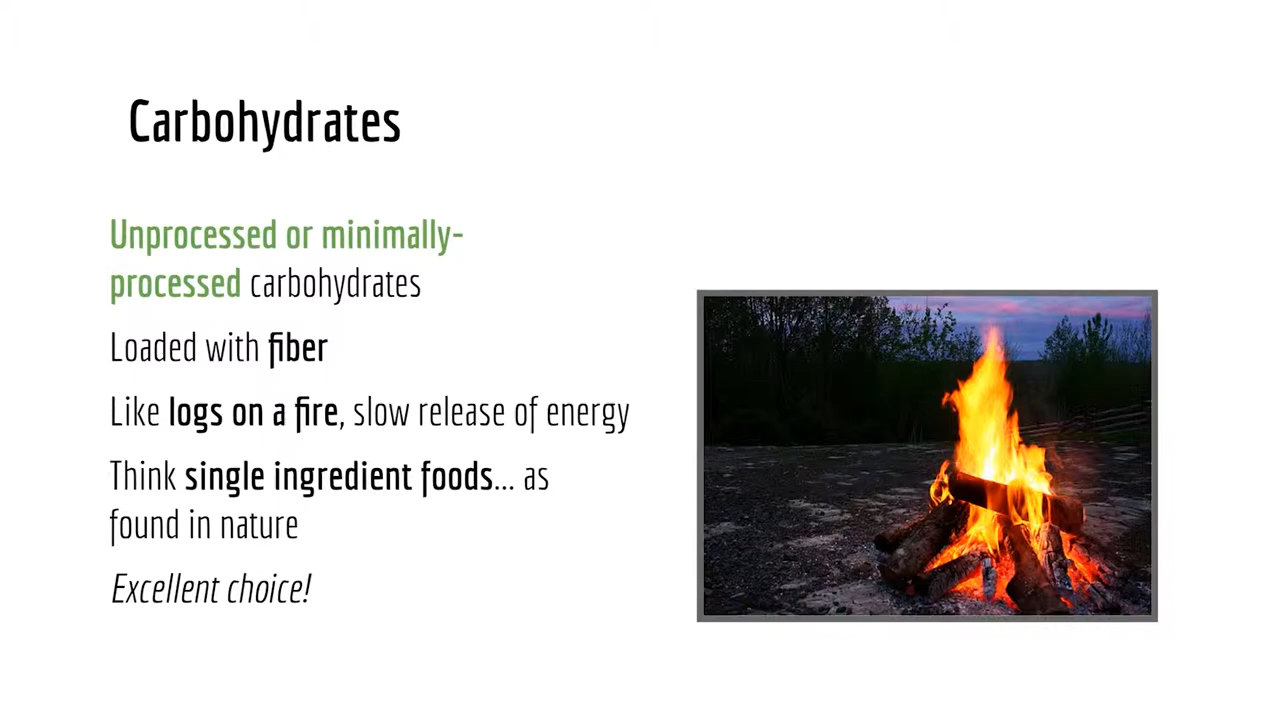 Carbohydrates
Unprocessed or minimally-
processed carbohydrates
Loaded with fiber
Like logs on a fire, slow release of energy
Think single ingredient foods... as
found in nature
Excellent choice!